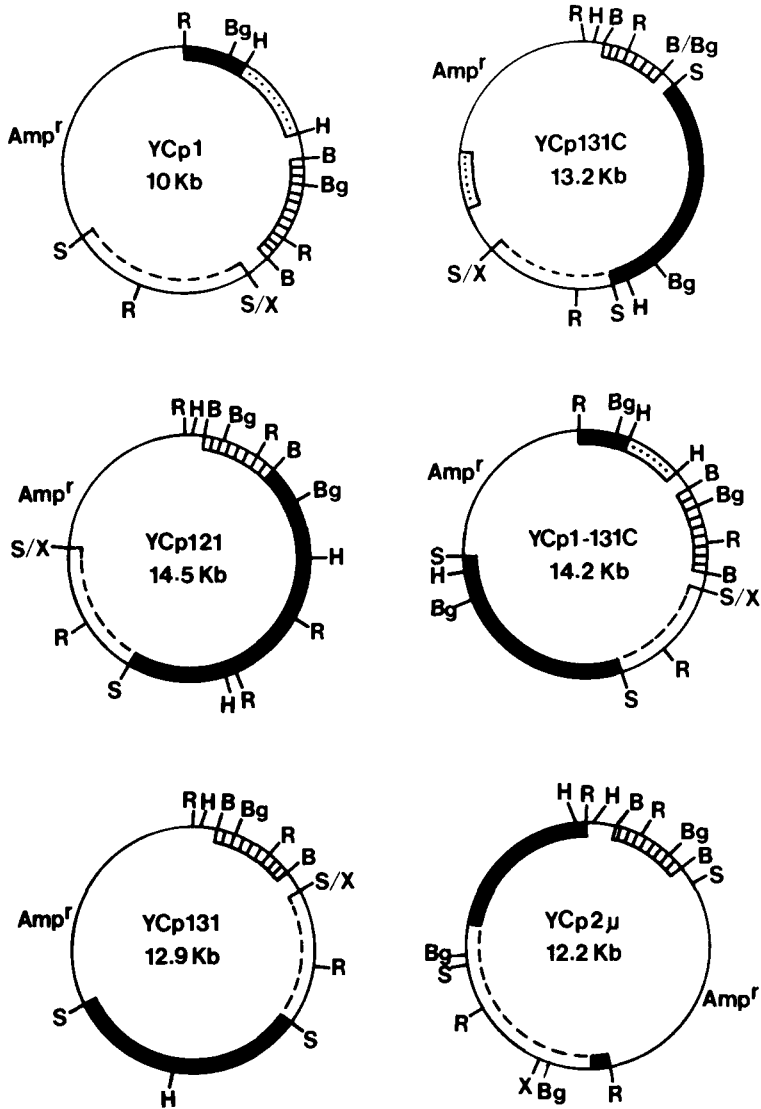 R
Bg
H
H
B
Bg
R
B
S/X
R
S
Amp^r
YCp1
10 Kb
R H B R
B/Bg
S
Bg
H
S
R
S/X
Amp^r
YCp131C
13.2 Kb
R H B Bg R
B
Bg
H
R
R
H
S
R
S/X
Amp^r
YCp121
14.5 Kb
R
Bg H
H
B
Bg
R
B
S/X
R
S
Bg
H
S
Amp^r
YCp1-131C
14.2 Kb
R H B Bg
R
B
S/X
R
S
H
S
Amp^r
YCp131
12.9 Kb
H R H B
R
Bg
B
S
Amp^r
R
Bg
X
R
S
Bg
YCp2µ
12.2 Kb